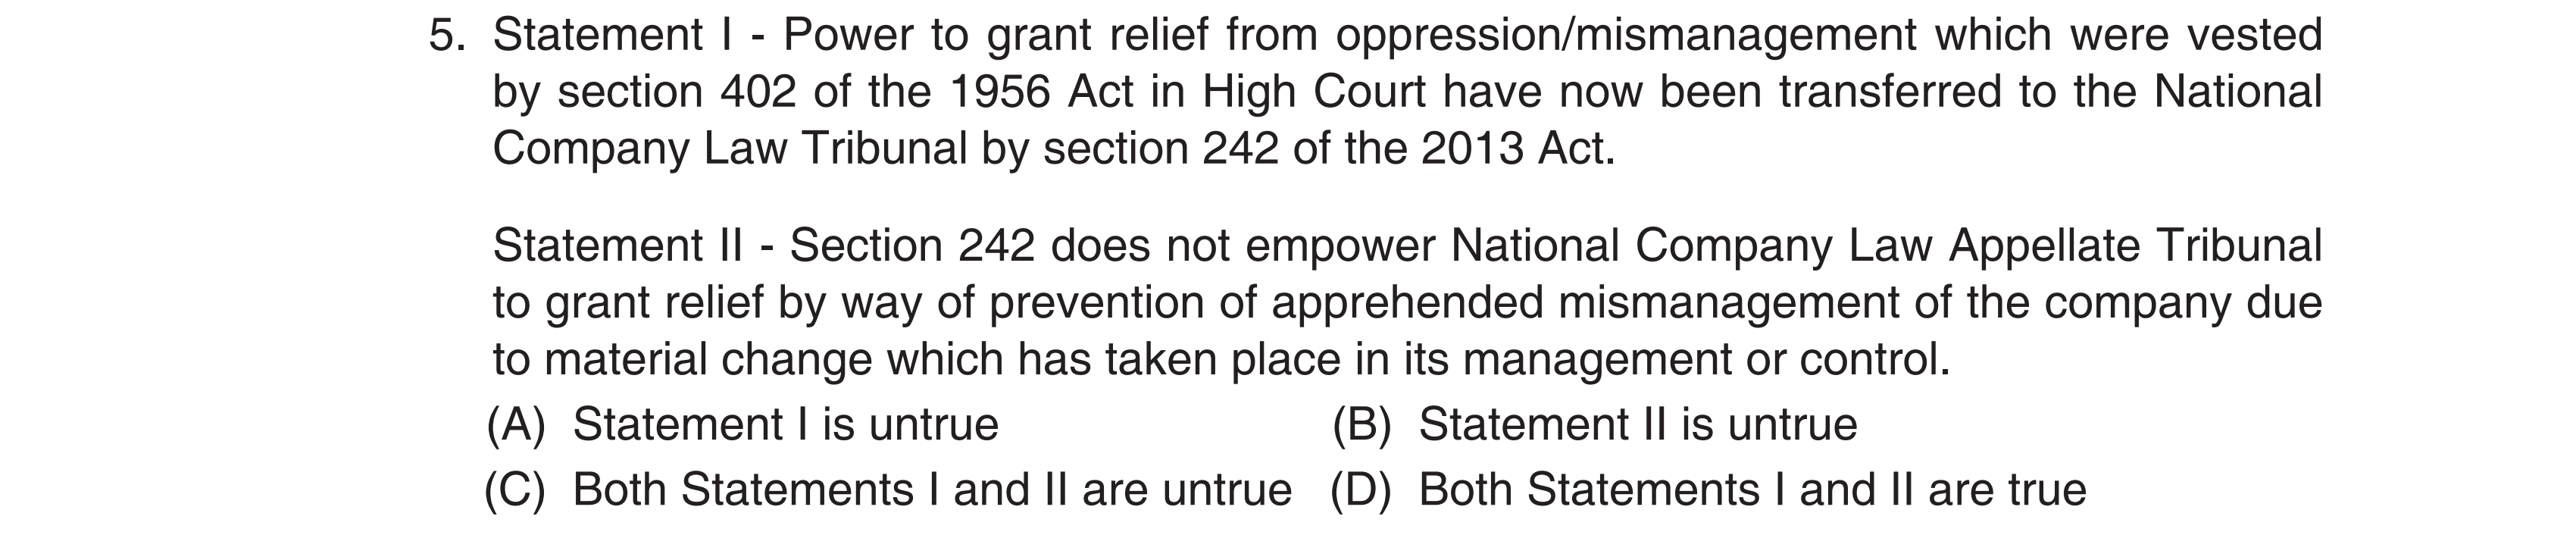 5. Statement I - Power to grant relief from oppression/mismanagement which were vested
by section 402 of the 1956 Act in High Court have now been transferred to the National
Company Law Tribunal by section 242 of the 2013 Act.
Statement II - Section 242 does not empower National Company Law Appellate Tribunal
to grant relief by way of prevention of apprehended mismanagement of the company due
to material change which has taken place in its management or control.
(A) Statement I is untrue (B) Statement II is untrue
(C) Both Statements I and II are untrue (D) Both Statements I and II are true